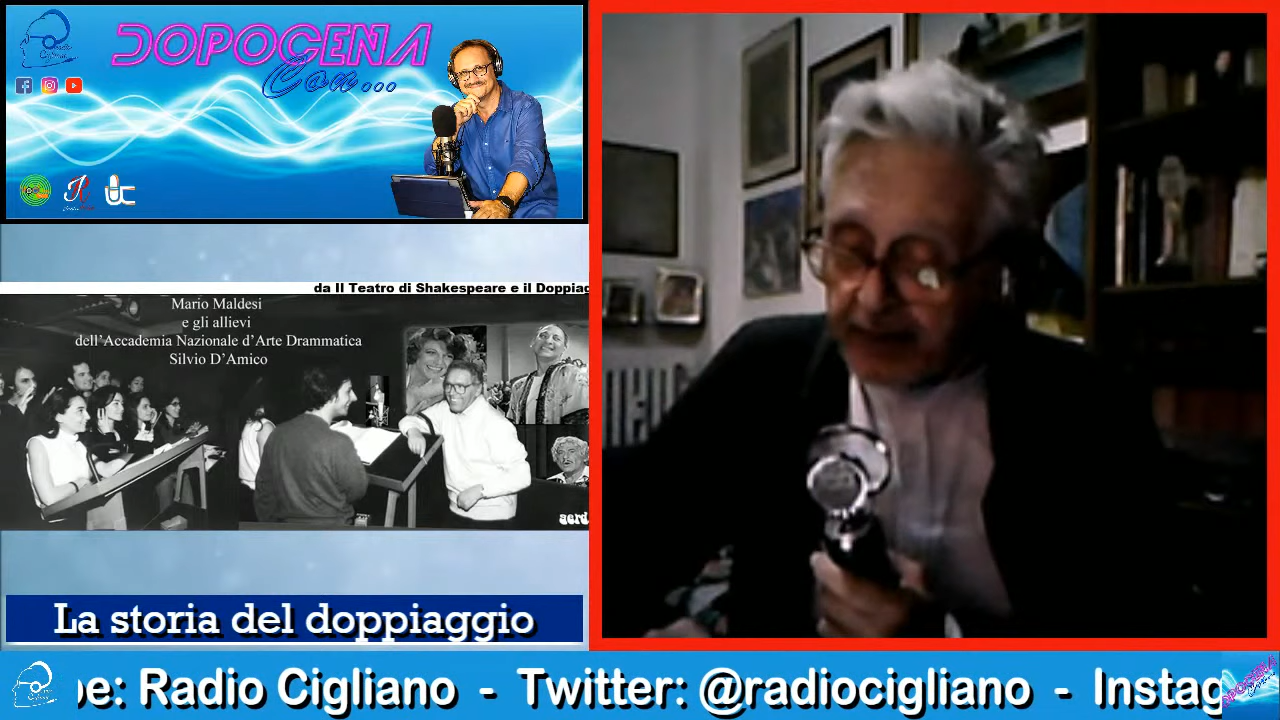 DOPOCENA
Con...
da Il Teatro di Shakespeare e il Doppiag
Mario Maldesi
e gli allievi
dell'Accademia Nazionale d'Arte Drammatica
Silvio D'Amico
La storia del doppiaggio
be: Radio Cigliano - Twitter: @radiocigliano - Instag